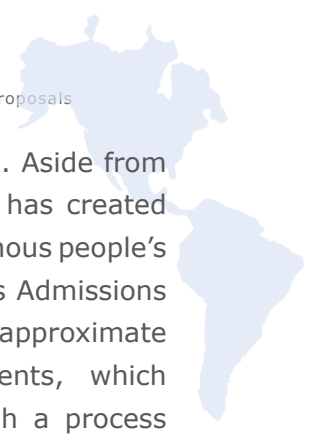 roposals
. Aside from
has created
nous people's
s Admissions
approximate
ents, which
h a process